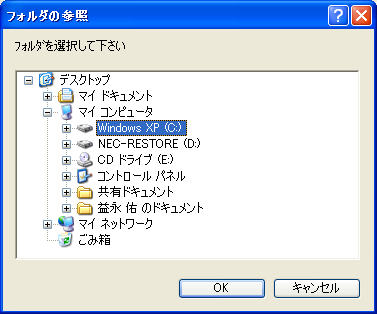 フォルダの参照
フォルダを選択して下さい
デスクトップ
マイ ドキュメント
マイ コンピュータ
Windows XP (C:)
NEC-RESTORE (D:)
CD ドライブ (E:)
コントロール パネル
共有ドキュメント
益永 佑 のドキュメント
マイ ネットワーク
ごみ箱
OK
キャンセル